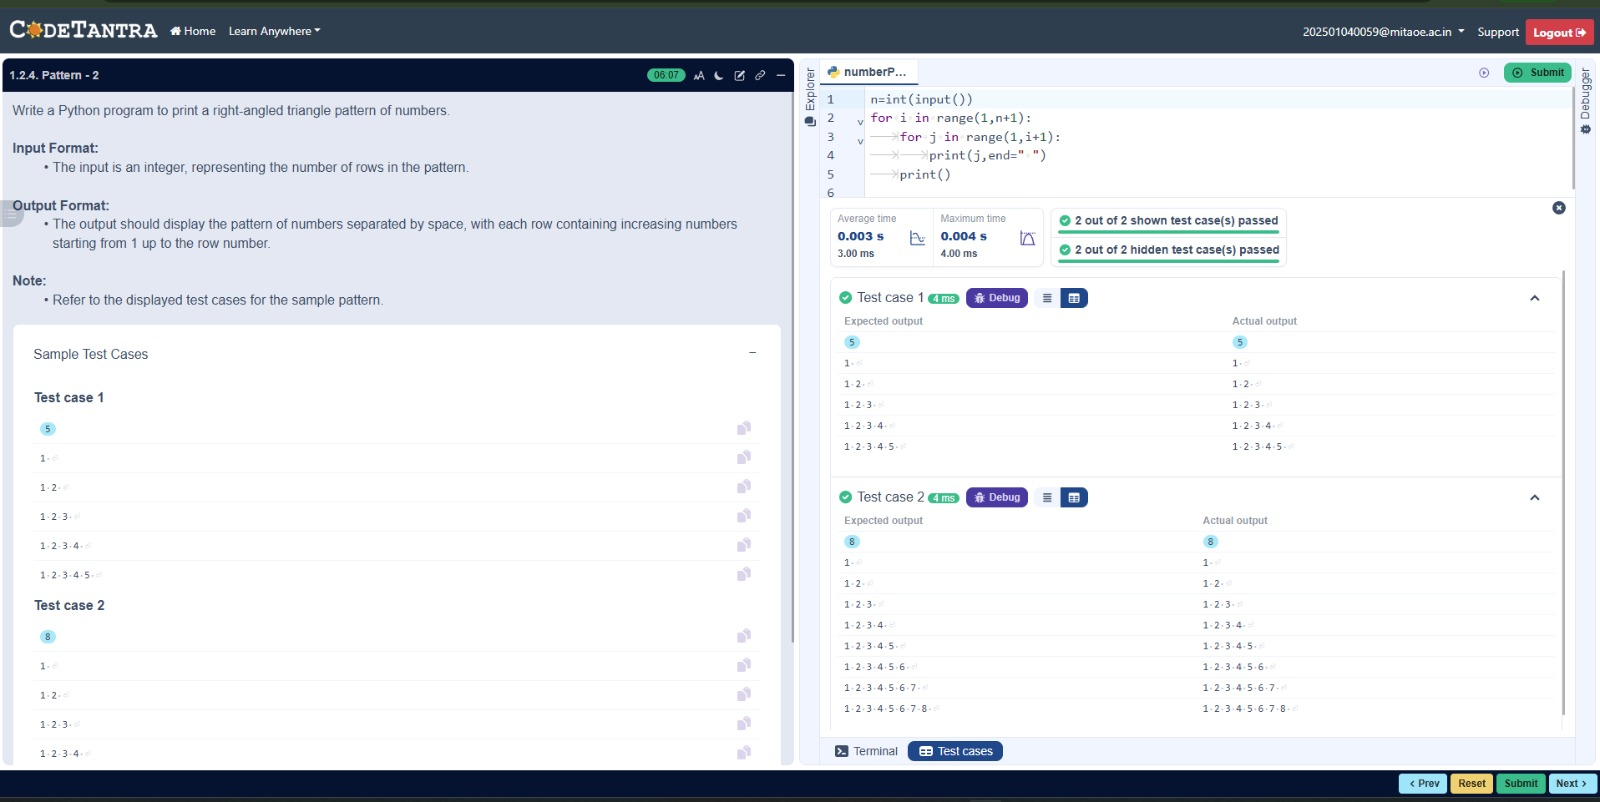 CODETANTRA Home Learn Anywhere 202501040059@mitaoe.ac.in Support Logout
1.2.4. Pattern - 2 06:07 AA
Write a Python program to print a right-angled triangle pattern of numbers.
Input Format:
• The input is an integer, representing the number of rows in the pattern.
Output Format:
• The output should display the pattern of numbers separated by space, with each row containing increasing numbers
starting from 1 up to the row number.
Note:
• Refer to the displayed test cases for the sample pattern.
Sample Test Cases
Test case 1
5
1·
1·2·
1·2·3·
1·2·3·4·
1·2·3·4·5·
Test case 2
8
1·
1·2·
1·2·3·
1·2·3·4·
Explorer
numberP...
Submit
Debugger
1 n=int(input())
2 for i in range(1,n+1):
3 for j in range(1,i+1):
4 print(j,end=" ")
5 print()
6
Average time
0.003 s
3.00 ms
Maximum time
0.004 s
4.00 ms
2 out of 2 shown test case(s) passed
2 out of 2 hidden test case(s) passed
Test case 1 4 ms Debug
Expected output Actual output
5 5
1· 1·
1·2· 1·2·
1·2·3· 1·2·3·
1·2·3·4· 1·2·3·4·
1·2·3·4·5· 1·2·3·4·5·
Test case 2 4 ms Debug
Expected output Actual output
8 8
1· 1·
1·2· 1·2·
1·2·3· 1·2·3·
1·2·3·4· 1·2·3·4·
1·2·3·4·5· 1·2·3·4·5·
1·2·3·4·5·6· 1·2·3·4·5·6·
1·2·3·4·5·6·7· 1·2·3·4·5·6·7·
1·2·3·4·5·6·7·8· 1·2·3·4·5·6·7·8·
Terminal Test cases
< Prev Reset Submit Next >